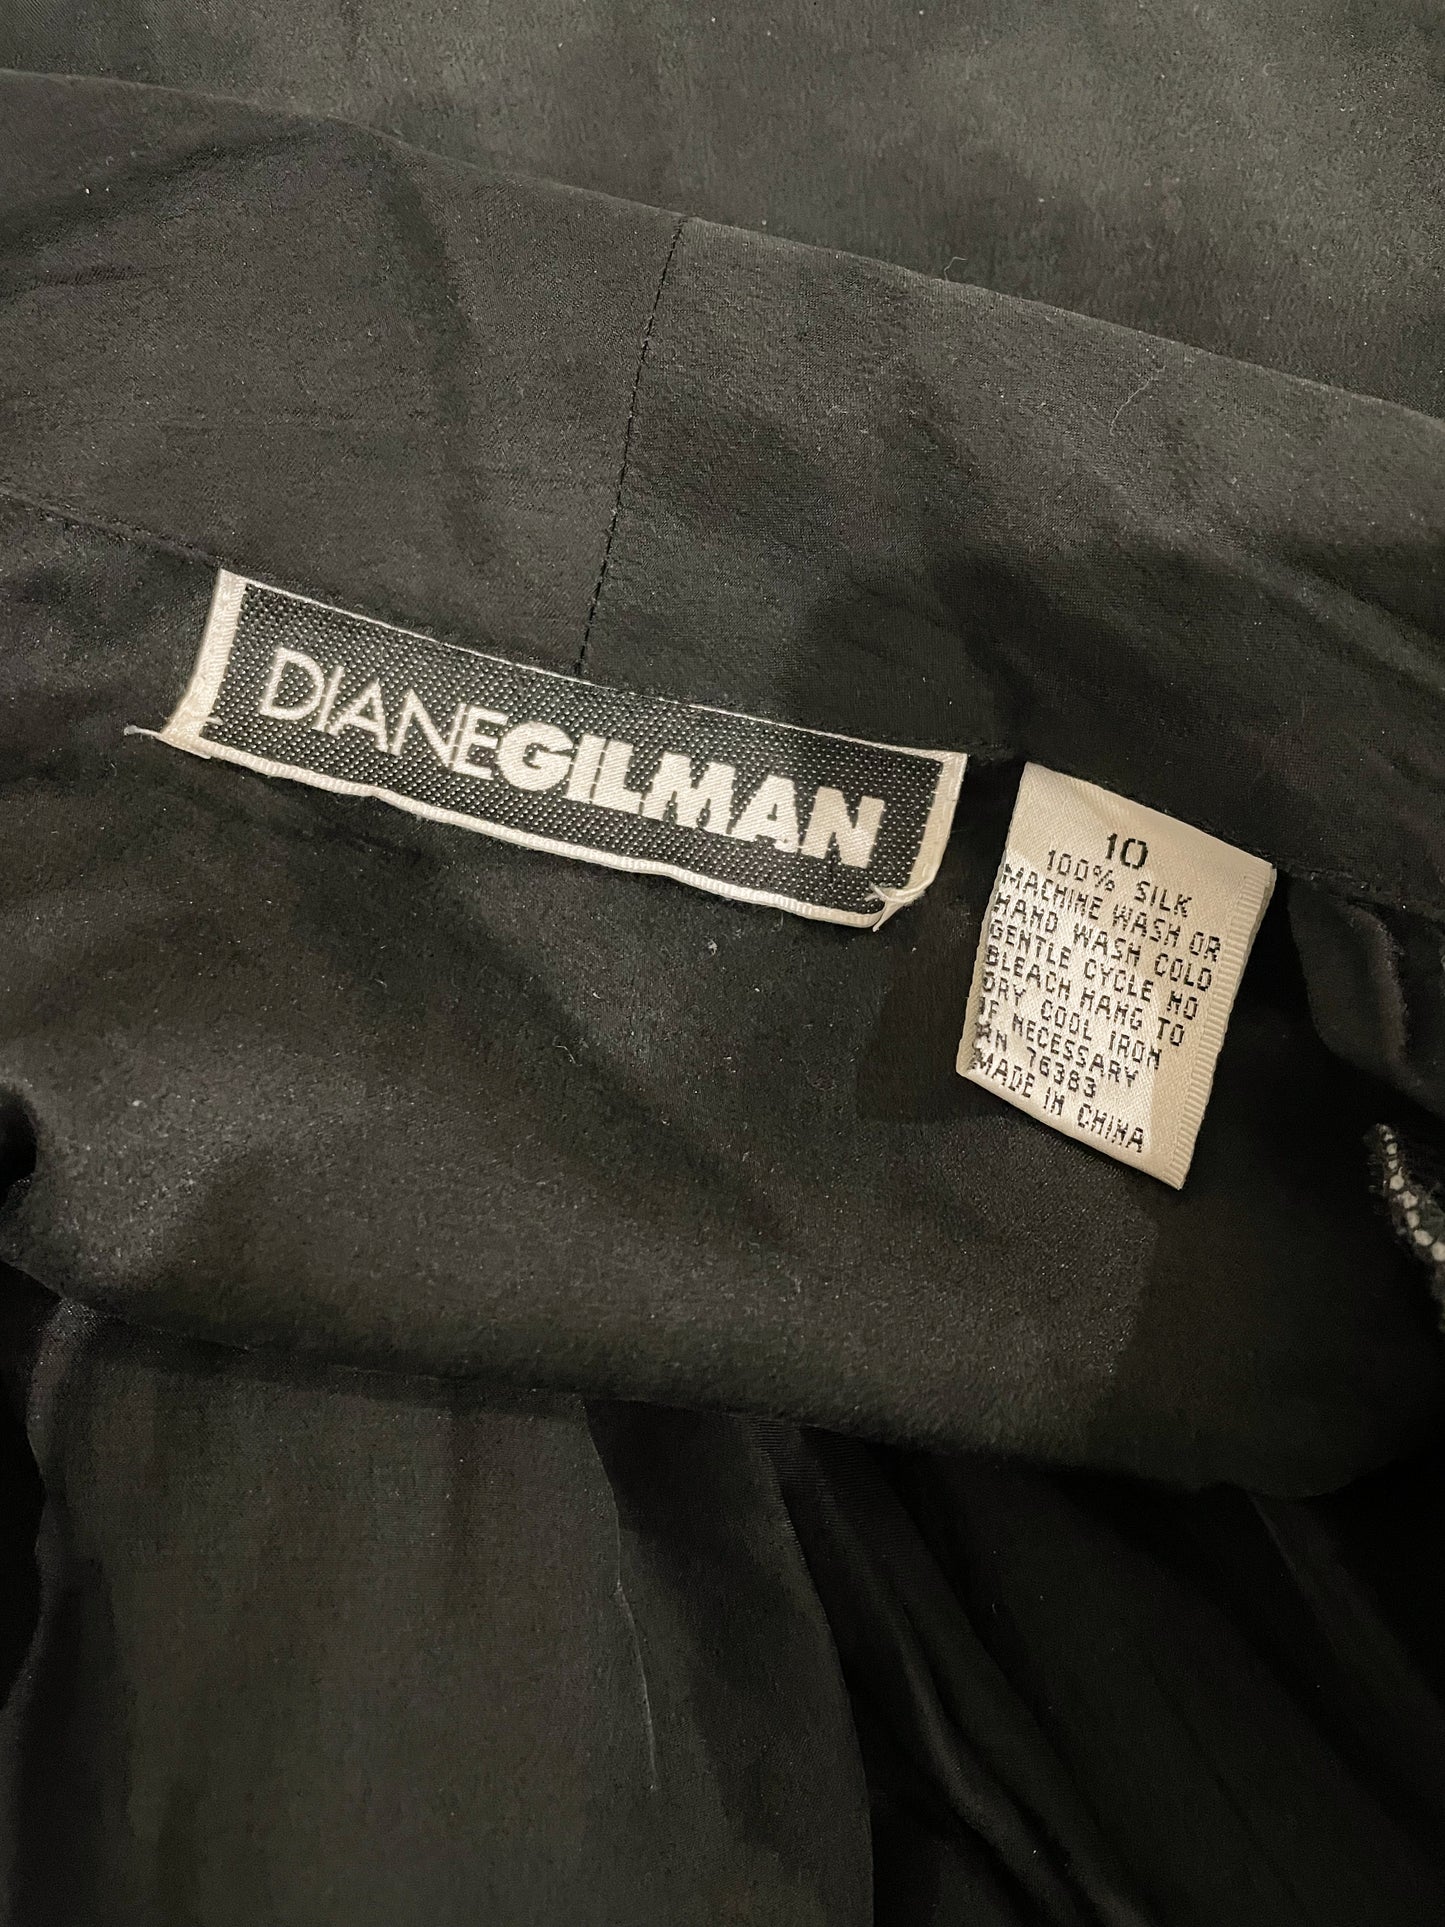 DIANEGILMAN
10
100% SILK
MACHINE WASH OR
HAND WASH COLD
GENTLE CYCLE NO
BLEACH HANG TO
DRY COOL IRON
IF NECESSARY
RN 76383
MADE IN CHINA